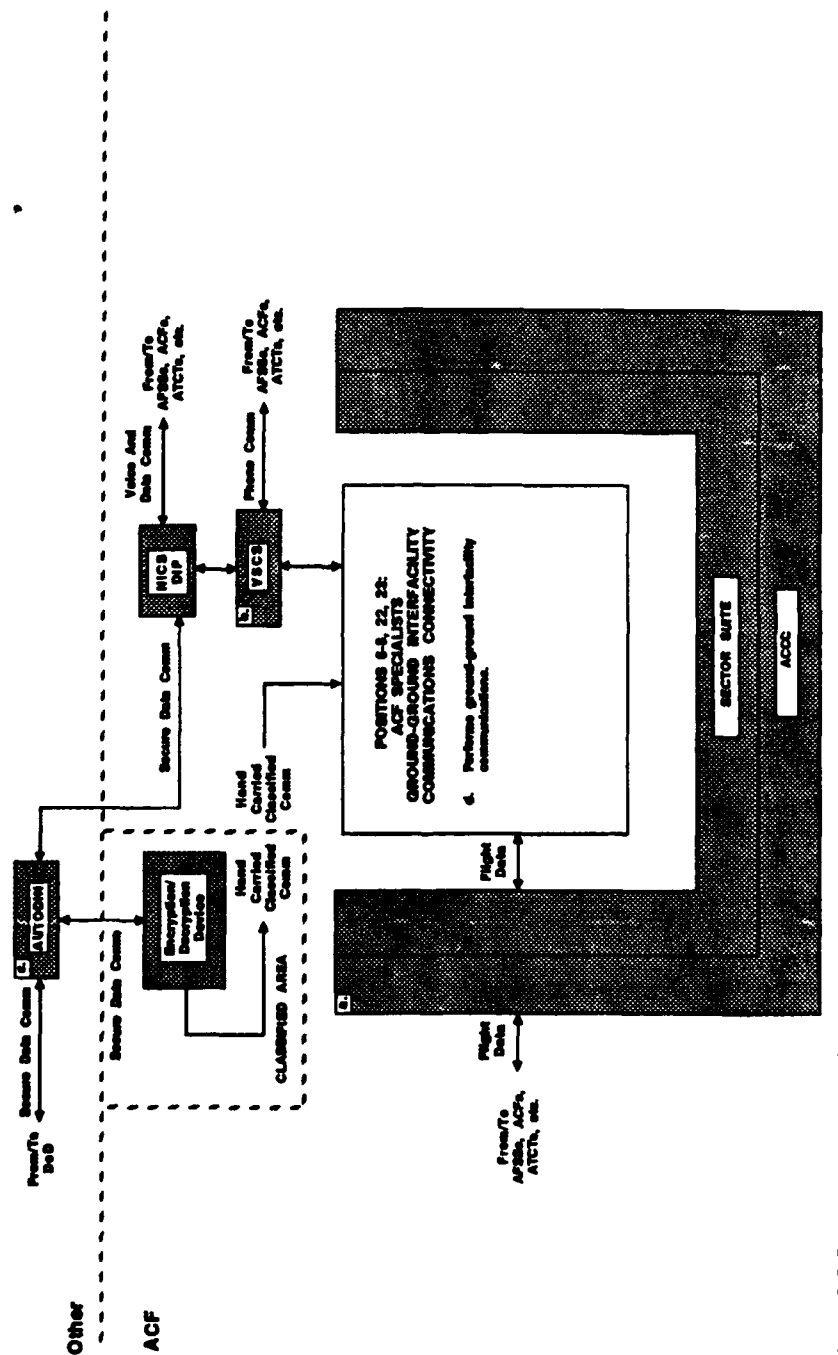 Other
ACF
From/To
DoD
Secure Data Comm
c.
AUTODIN
Secure Data Comm
Secure Data Comm
Encryption/
Decryption
Device
Hand
Carried
Classified
Comm
CLASSIFIED AREA
Hand
Carried
Classified
Comm
NICS
DIP
Voice And
Data Comm
From/To
AFSSs, ACFs,
ATCTs, etc.
b.
VSCS
Phone Comm
From/To
AFSSs, ACFs,
ATCTs, etc.
POSITIONS 6-8, 22, 23:
ACF SPECIALISTS
GROUND-GROUND INTERFACILITY
COMMUNICATIONS CONNECTIVITY
d. Performs ground-ground interfacility
communications.
Flight
Data
a.
Flight
Data
From/To
AFSSs, ACFs,
ATCTs, etc.
SECTOR SUITE
ACCC